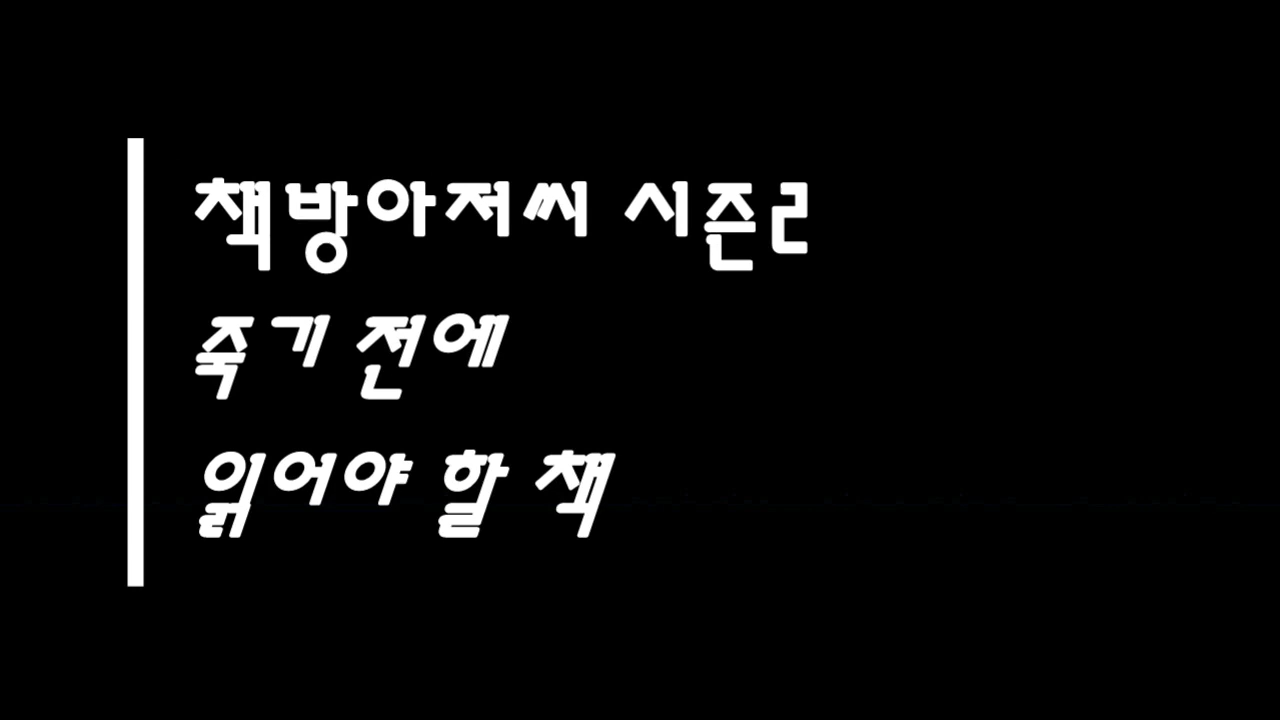 책방아저씨 시즌2
죽기 전에
읽어야 할 책